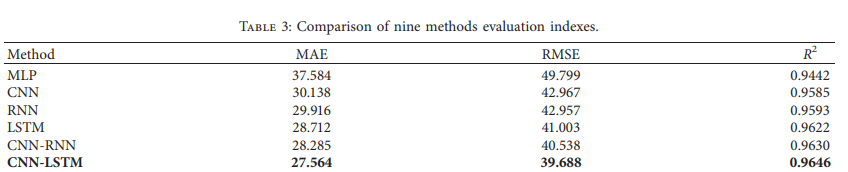 TABLE 3: Comparison of nine methods evaluation indexes.
Method MAE RMSE R²
MLP 37.584 49.799 0.9442
CNN 30.138 42.967 0.9585
RNN 29.916 42.957 0.9593
LSTM 28.712 41.003 0.9622
CNN-RNN 28.285 40.538 0.9630
CNN-LSTM 27.564 39.688 0.9646